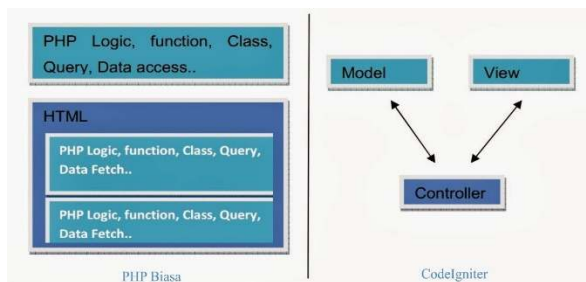 PHP Logic, function, Class,
Query, Data access..
HTML
PHP Logic, function, Class, Query,
Data Fetch..
PHP Logic, function, Class, Query,
Data Fetch..
PHP Biasa
Model
View
Controller
CodeIgniter